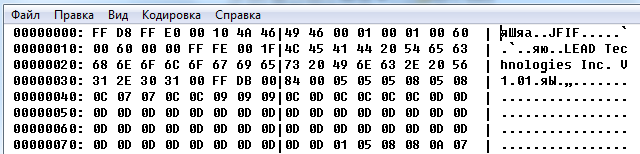 Файл Правка Вид Кодировка Справка
00000000: FF D8 FF E0 00 10 4A 46|49 46 00 01 00 01 00 60 | яШяа..JFIF.....`
00000010: 00 60 00 00 FF FE 00 1F|4C 45 41 44 20 54 65 63 | .`..яю..LEAD Tec
00000020: 68 6E 6F 6C 6F 67 69 65|73 20 49 6E 63 2E 20 56 | hnologies Inc. V
00000030: 31 2E 30 31 00 FF DB 00|84 00 05 05 05 08 05 08 | 1.01.яЫ.„.......
00000040: 0C 07 07 0C 0C 09 09 09|0C 0D 0C 0C 0C 0C 0D 0D | ................
00000050: 0D 0D 0D 0D 0D 0D 0D 0D|0D 0D 0D 0D 0D 0D 0D 0D | ................
00000060: 0D 0D 0D 0D 0D 0D 0D 0D|0D 0D 0D 0D 0D 0D 0D 0D | ................
00000070: 0D 0D 0D 0D 0D 0D 0D 0D|0D 0D 01 05 08 08 0A 07 | ................